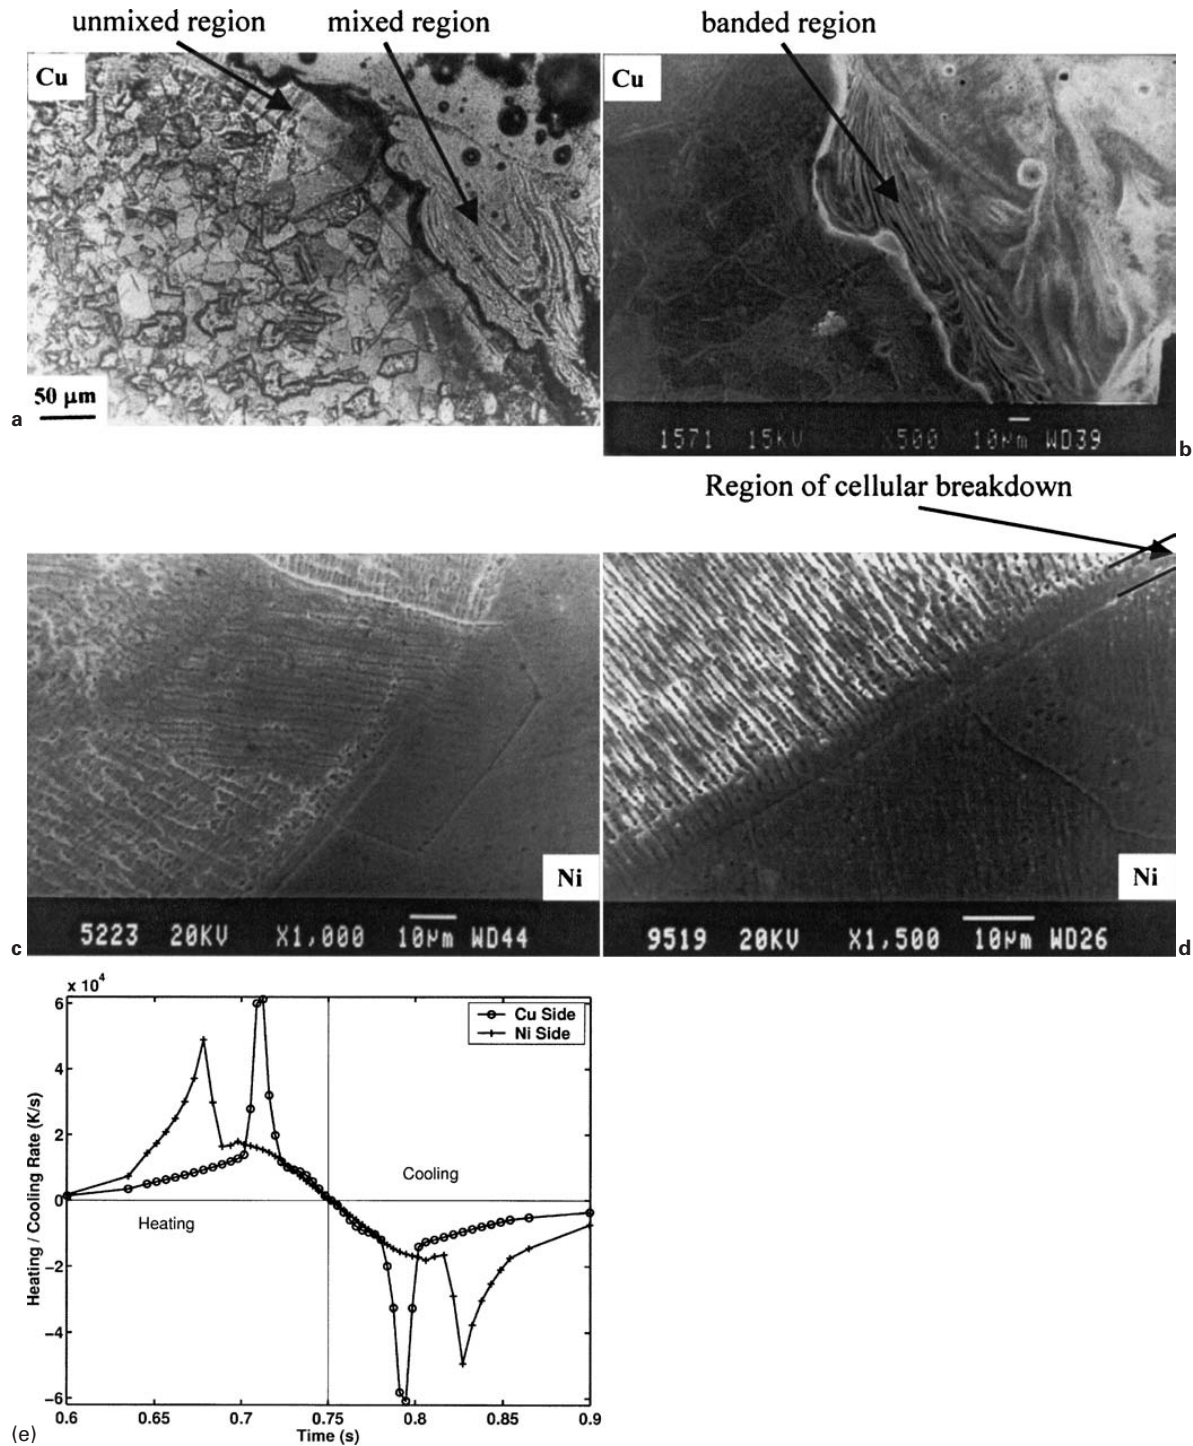 unmixed region mixed region banded region
Cu Cu
50 μm
a
1571 15KV X500 10μm WD39
b
Region of cellular breakdown
Ni Ni
c 5223 20KV X1,000 10μm WD44
9519 20KV X1,500 10μm WD26 d
x 10⁴
6
4
2
0
−2
−4
−6
Heating / Cooling Rate (K/s)
Cu Side
Ni Side
Cooling
Heating
0.6 0.65 0.7 0.75 0.8 0.85 0.9
Time (s)
(e)